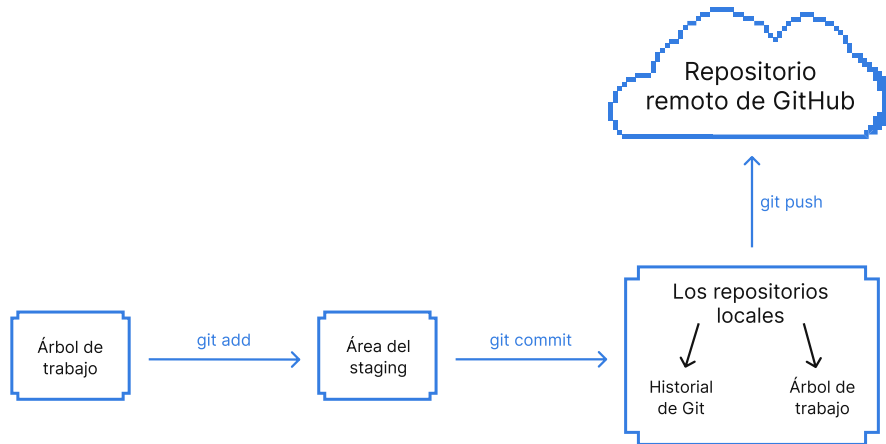 Repositorio
remoto de GitHub
git push
Los repositorios
locales
Historial
de Git
Árbol de
trabajo
Árbol de
trabajo
git add
Área del
staging
git commit